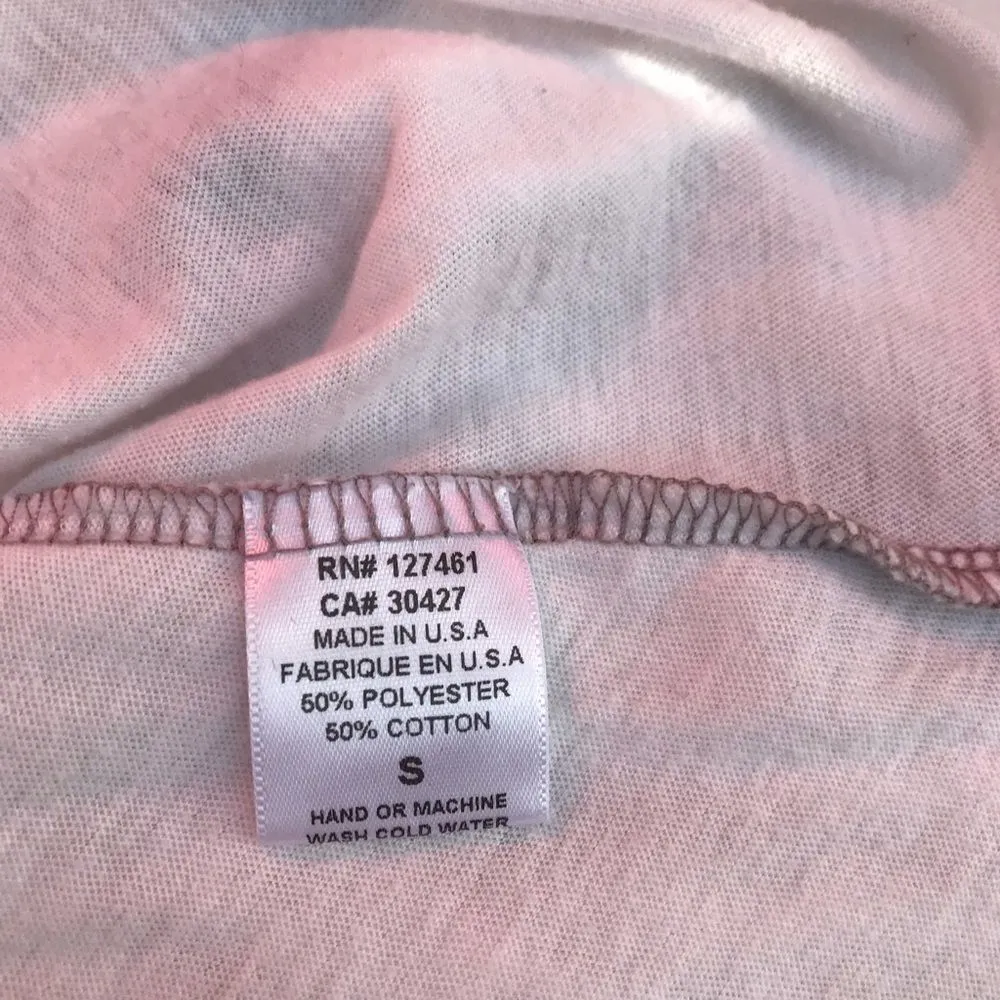 RN# 127461
CA# 30427
MADE IN U.S.A
FABRIQUE EN U.S.A
50% POLYESTER
50% COTTON
S
HAND OR MACHINE
WASH COLD WATER